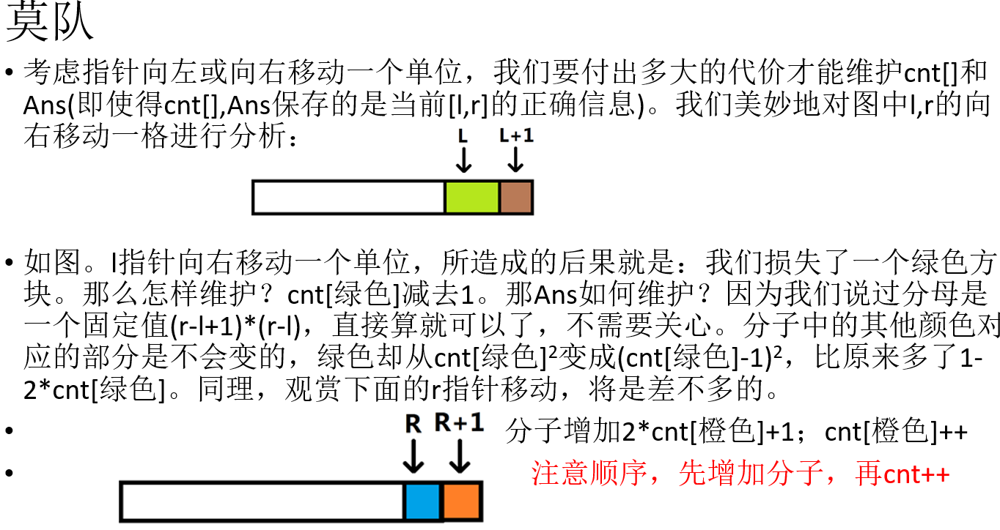 莫队
• 考虑指针向左或向右移动一个单位，我们要付出多大的代价才能维护cnt[]和
Ans(即使得cnt[],Ans保存的是当前[l,r]的正确信息)。我们美妙地对图中l,r的向
右移动一格进行分析：
L L+1
• 如图。l指针向右移动一个单位，所造成的后果就是：我们损失了一个绿色方
块。那么怎样维护？cnt[绿色]减去1。那Ans如何维护？因为我们说过分母是
一个固定值(r-l+1)*(r-l)，直接算就可以了，不需要关心。分子中的其他颜色对
应的部分是不会变的，绿色却从cnt[绿色]²变成(cnt[绿色]-1)²，比原来多了1-
2*cnt[绿色]。同理，观赏下面的r指针移动，将是差不多的。
R R+1
• 分子增加2*cnt[橙色]+1；cnt[橙色]++
• 注意顺序，先增加分子，再cnt++